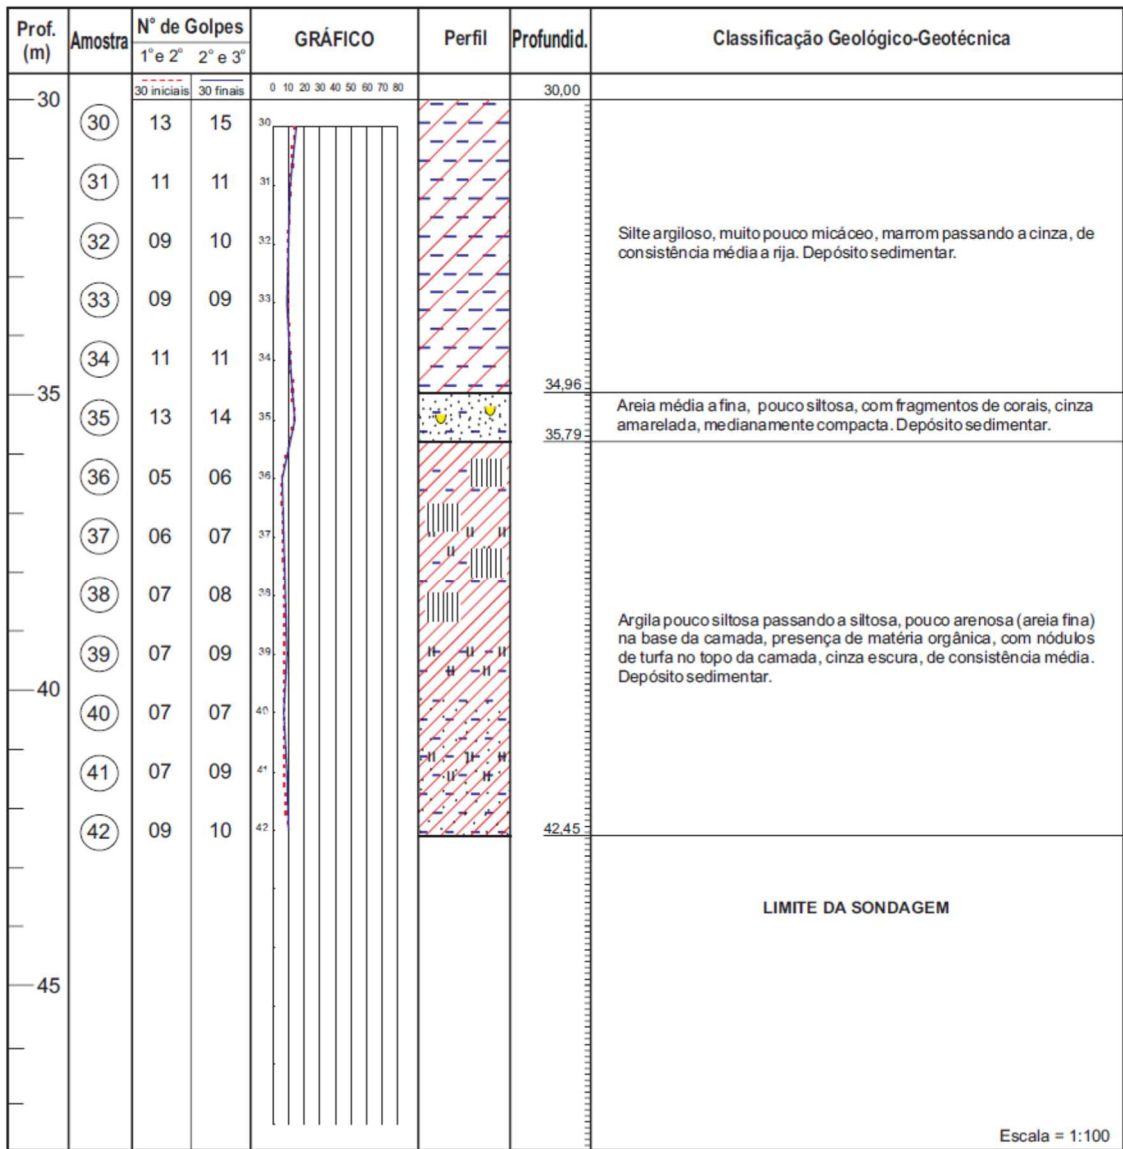 Prof. (m)
Amostra
N° de Golpes
1° e 2°
2° e 3°
GRÁFICO
Perfil
Profundid.
Classificação Geológico-Geotécnica
30 iniciais
30 finais
0 10 20 30 40 50 60 70 80
30,00
30
30 13 15
30
31 11 11
31
32 09 10
32
Silte argiloso, muito pouco micáceo, marrom passando a cinza, de
consistência média a rija. Depósito sedimentar.
33 09 09
33
34 11 11
34
34,96
35
35 13 14
35
Areia média a fina, pouco siltosa, com fragmentos de corais, cinza
amarelada, medianamente compacta. Depósito sedimentar.
35,79
36 05 06
36
37 06 07
37
38 07 08
38
Argila pouco siltosa passando a siltosa, pouco arenosa (areia fina)
na base da camada, presença de matéria orgânica, com nódulos
de turfa no topo da camada, cinza escura, de consistência média.
Depósito sedimentar.
39 07 09
39
40
40 07 07
40
41 07 09
41
42 09 10
42
42,45
LIMITE DA SONDAGEM
45
Escala = 1:100